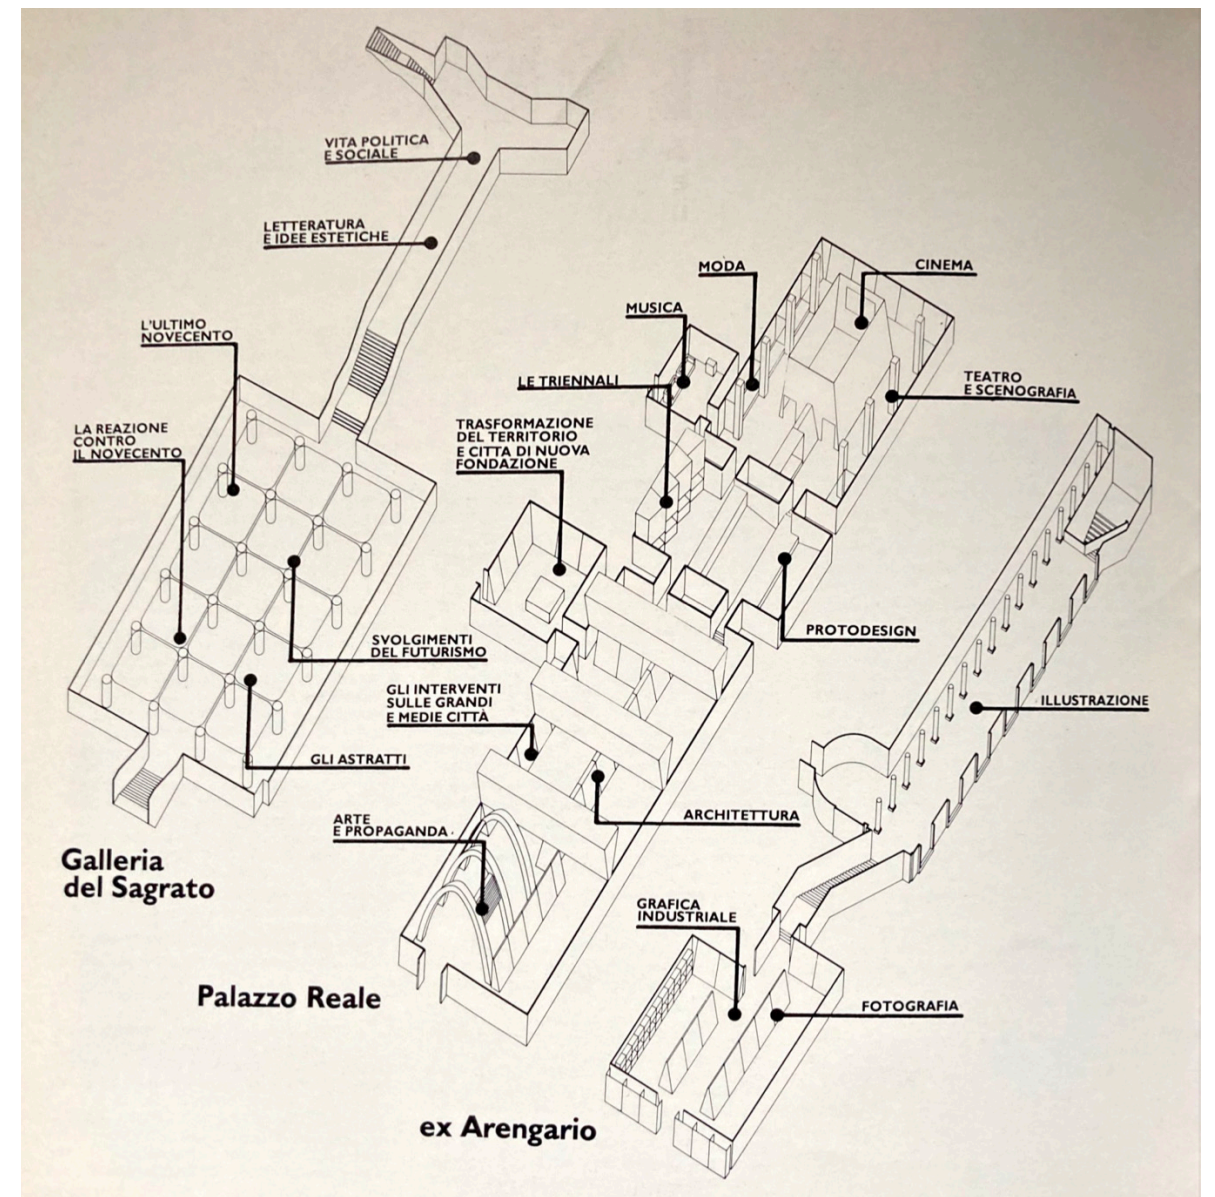 VITA POLITICA
E SOCIALE
LETTERATURA
E IDEE ESTETICHE
L'ULTIMO
NOVECENTO
LA REAZIONE
CONTRO
IL NOVECENTO
SVOLGIMENTI
DEL FUTURISMO
GLI ASTRATTI
Galleria
del Sagrato
MODA
CINEMA
MUSICA
LE TRIENNALI
TEATRO
E SCENOGRAFIA
TRASFORMAZIONE
DEL TERRITORIO
E CITTA DI NUOVA
FONDAZIONE
PROTODESIGN
GLI INTERVENTI
SULLE GRANDI
E MEDIE CITTÀ
ARCHITETTURA
ARTE
E PROPAGANDA
Palazzo Reale
ILLUSTRAZIONE
GRAFICA
INDUSTRIALE
FOTOGRAFIA
ex Arengario